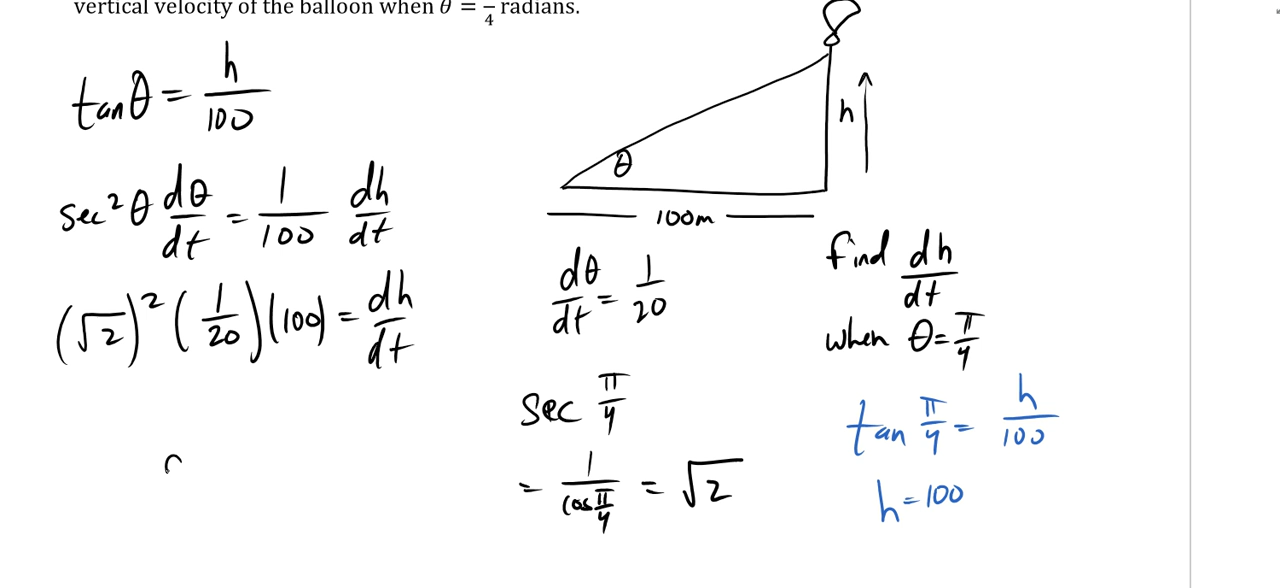 vertical velocity of the balloon when θ = π/4 radians.
tanθ = h/100
sec²θ dθ/dt = 1/100 dh/dt
(√2)² (1/20)(100) = dh/dt
θ
h
100m
dθ/dt = 1/20
sec π/4
= 1/cos π/4 = √2
find dh/dt
when θ=π/4
tan π/4 = h/100
h=100